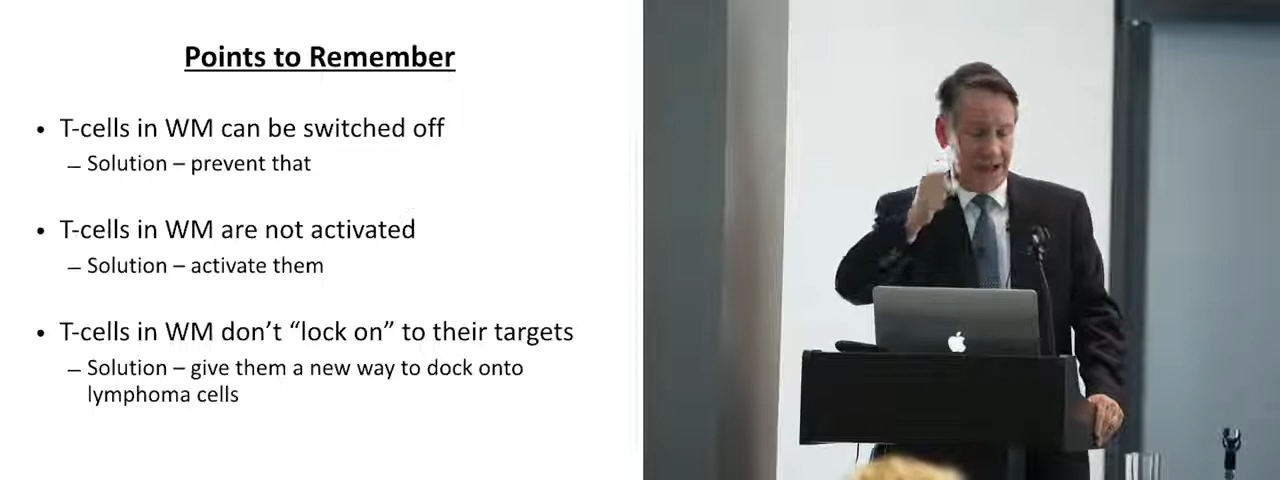 Points to Remember
• T-cells in WM can be switched off
– Solution – prevent that
• T-cells in WM are not activated
– Solution – activate them
• T-cells in WM don’t “lock on” to their targets
– Solution – give them a new way to dock onto
lymphoma cells